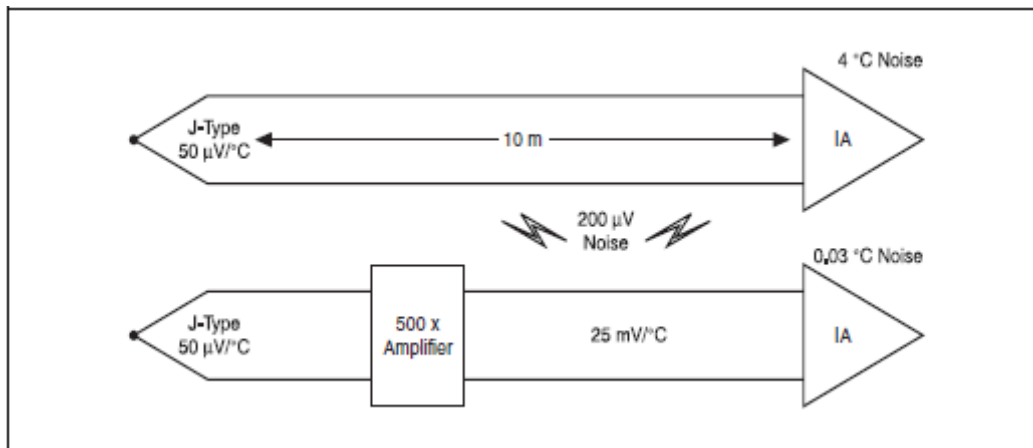 4 °C Noise
J-Type
50 µV/°C
10 m
IA
200 µV
Noise
0.03 °C Noise
J-Type
50 µV/°C
500 x
Amplifier
25 mV/°C
IA